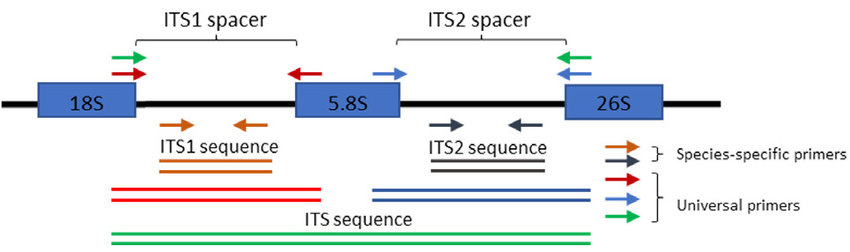 ITS1 spacer
ITS2 spacer
18S
5.8S
26S
ITS1 sequence
ITS2 sequence
Species-specific primers
Universal primers
ITS sequence